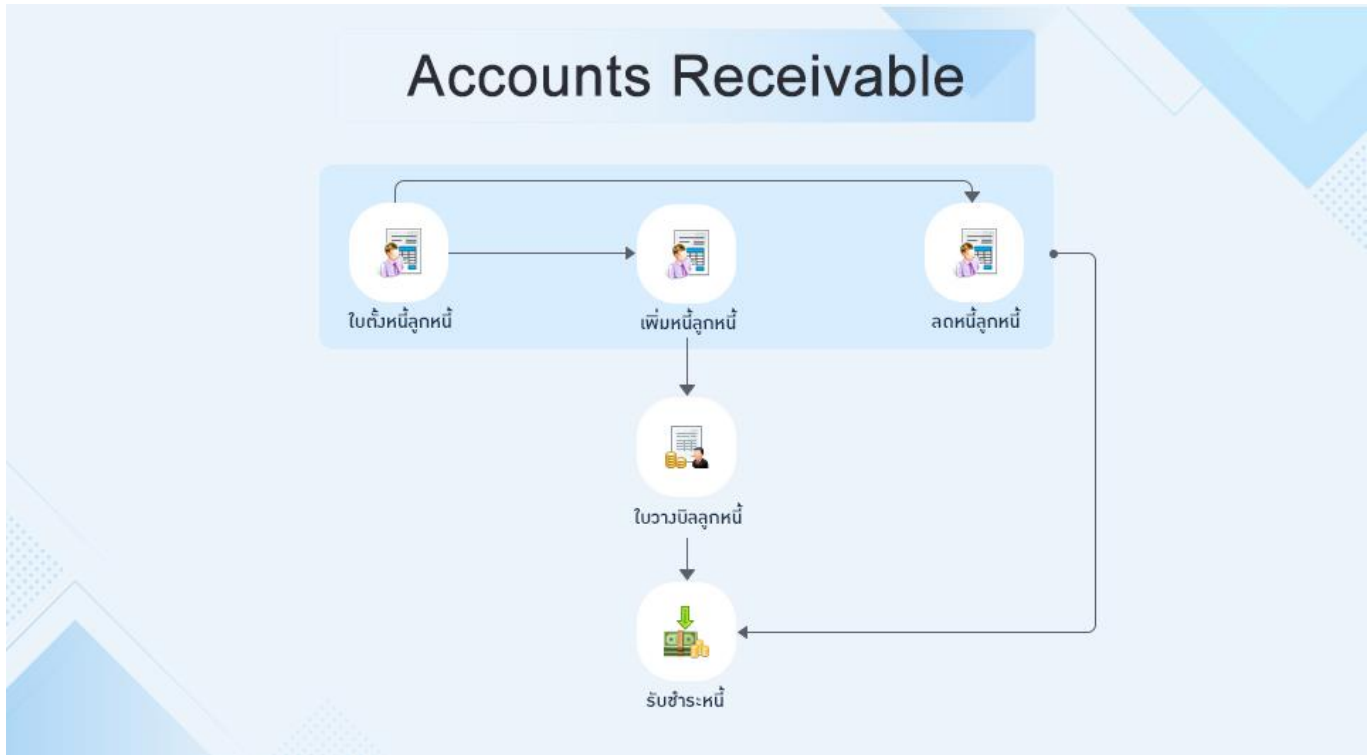 Accounts Receivable
ใบตั้งหนี้ลูกหนี้
เพิ่มหนี้ลูกหนี้
ลดหนี้ลูกหนี้
ใบวางบิลลูกหนี้
รับชำระหนี้